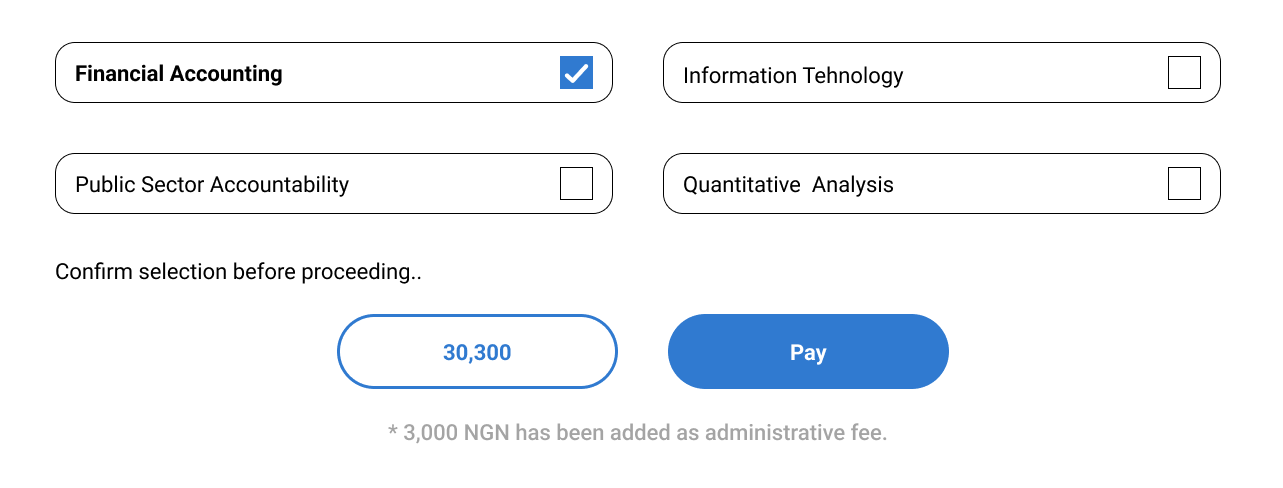 Financial Accounting
Information Tehnology
Public Sector Accountability
Quantitative  Analysis
Confirm selection before proceeding..
30,300
Pay
* 3,000 NGN has been added as administrative fee.